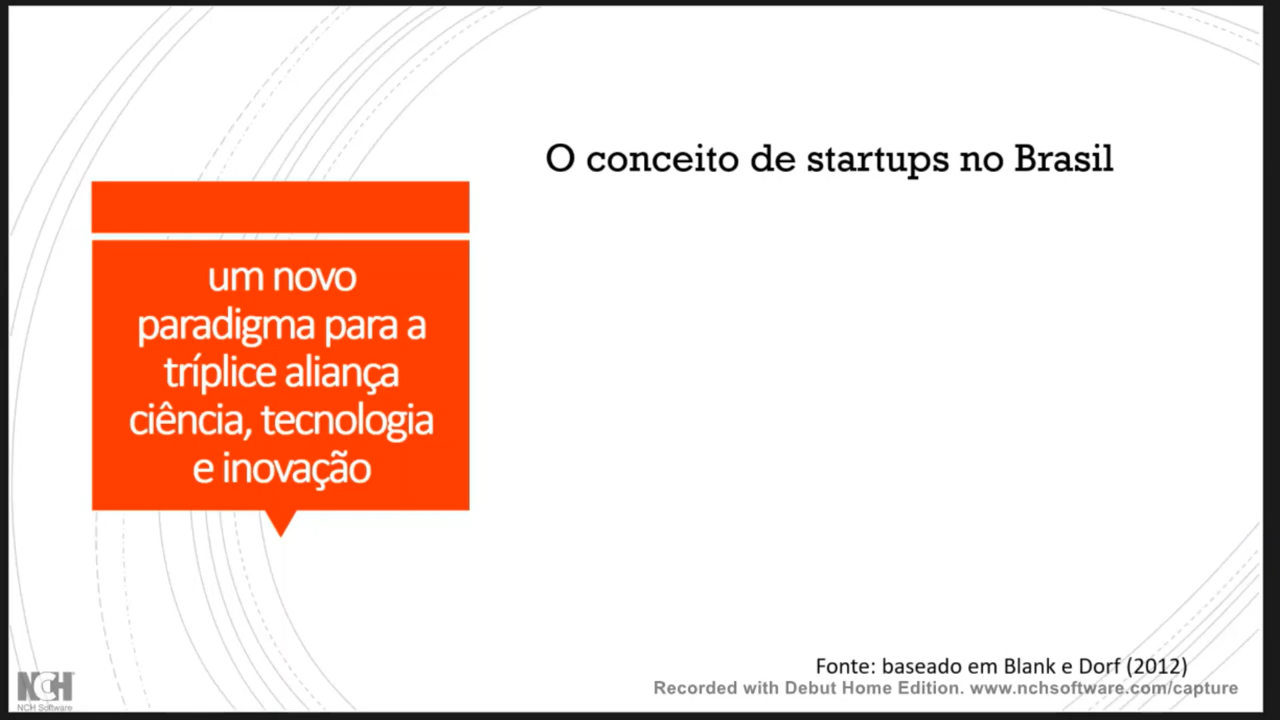 O conceito de startups no Brasil
um novo
paradigma para a
tríplice aliança
ciência, tecnologia
e inovação
Fonte: baseado em Blank e Dorf (2012)
Recorded with Debut Home Edition. www.nchsoftware.com/capture
NCH
NCH Software